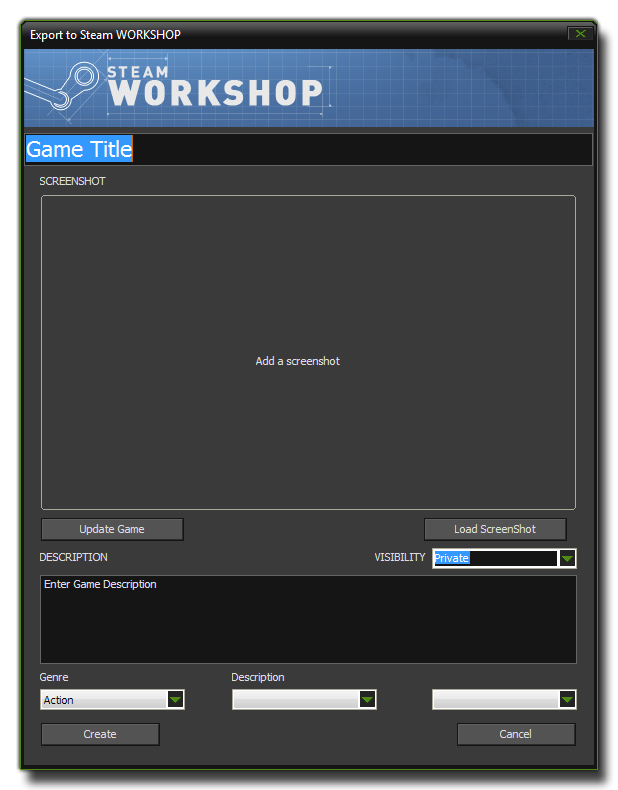 Export to Steam WORKSHOP
STEAM
WORKSHOP
Game Title
SCREENSHOT
Add a screenshot
Update Game
Load ScreenShot
DESCRIPTION
VISIBILITY
Private
Enter Game Description
Genre
Description
Action
Create
Cancel